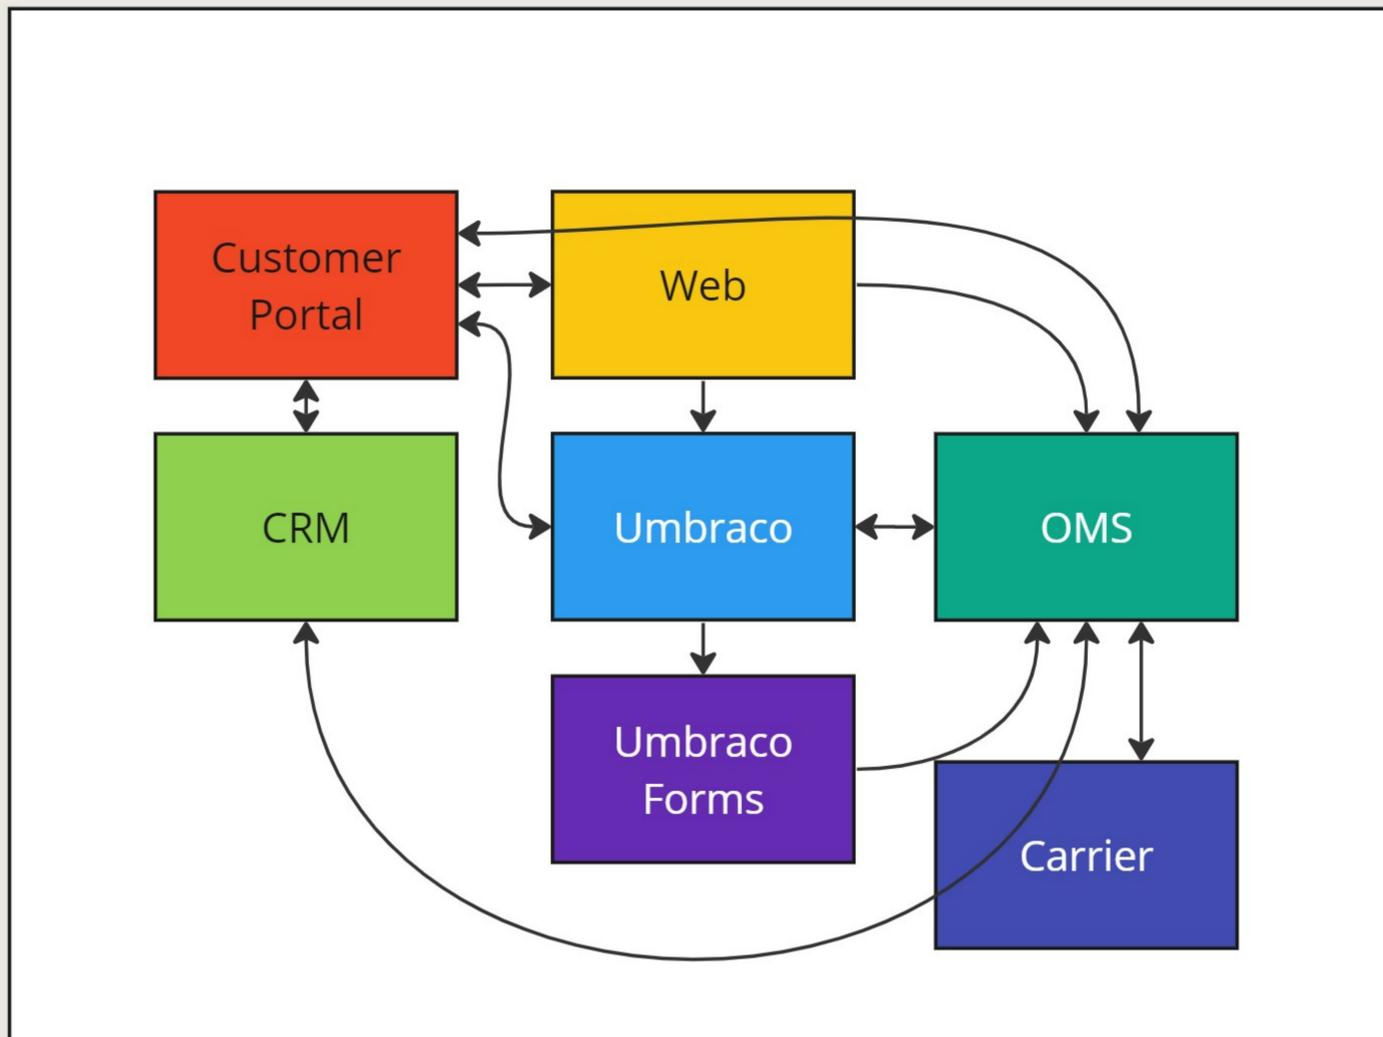 Customer
Portal
Web
CRM
Umbraco
OMS
Umbraco
Forms
Carrier